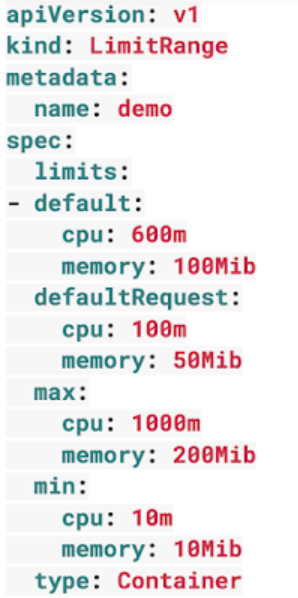 apiVersion: v1
kind: LimitRange
metadata:
  name: demo
spec:
  limits:
- default:
    cpu: 600m
    memory: 100Mib
  defaultRequest:
    cpu: 100m
    memory: 50Mib
  max:
    cpu: 1000m
    memory: 200Mib
  min:
    cpu: 10m
    memory: 10Mib
  type: Container